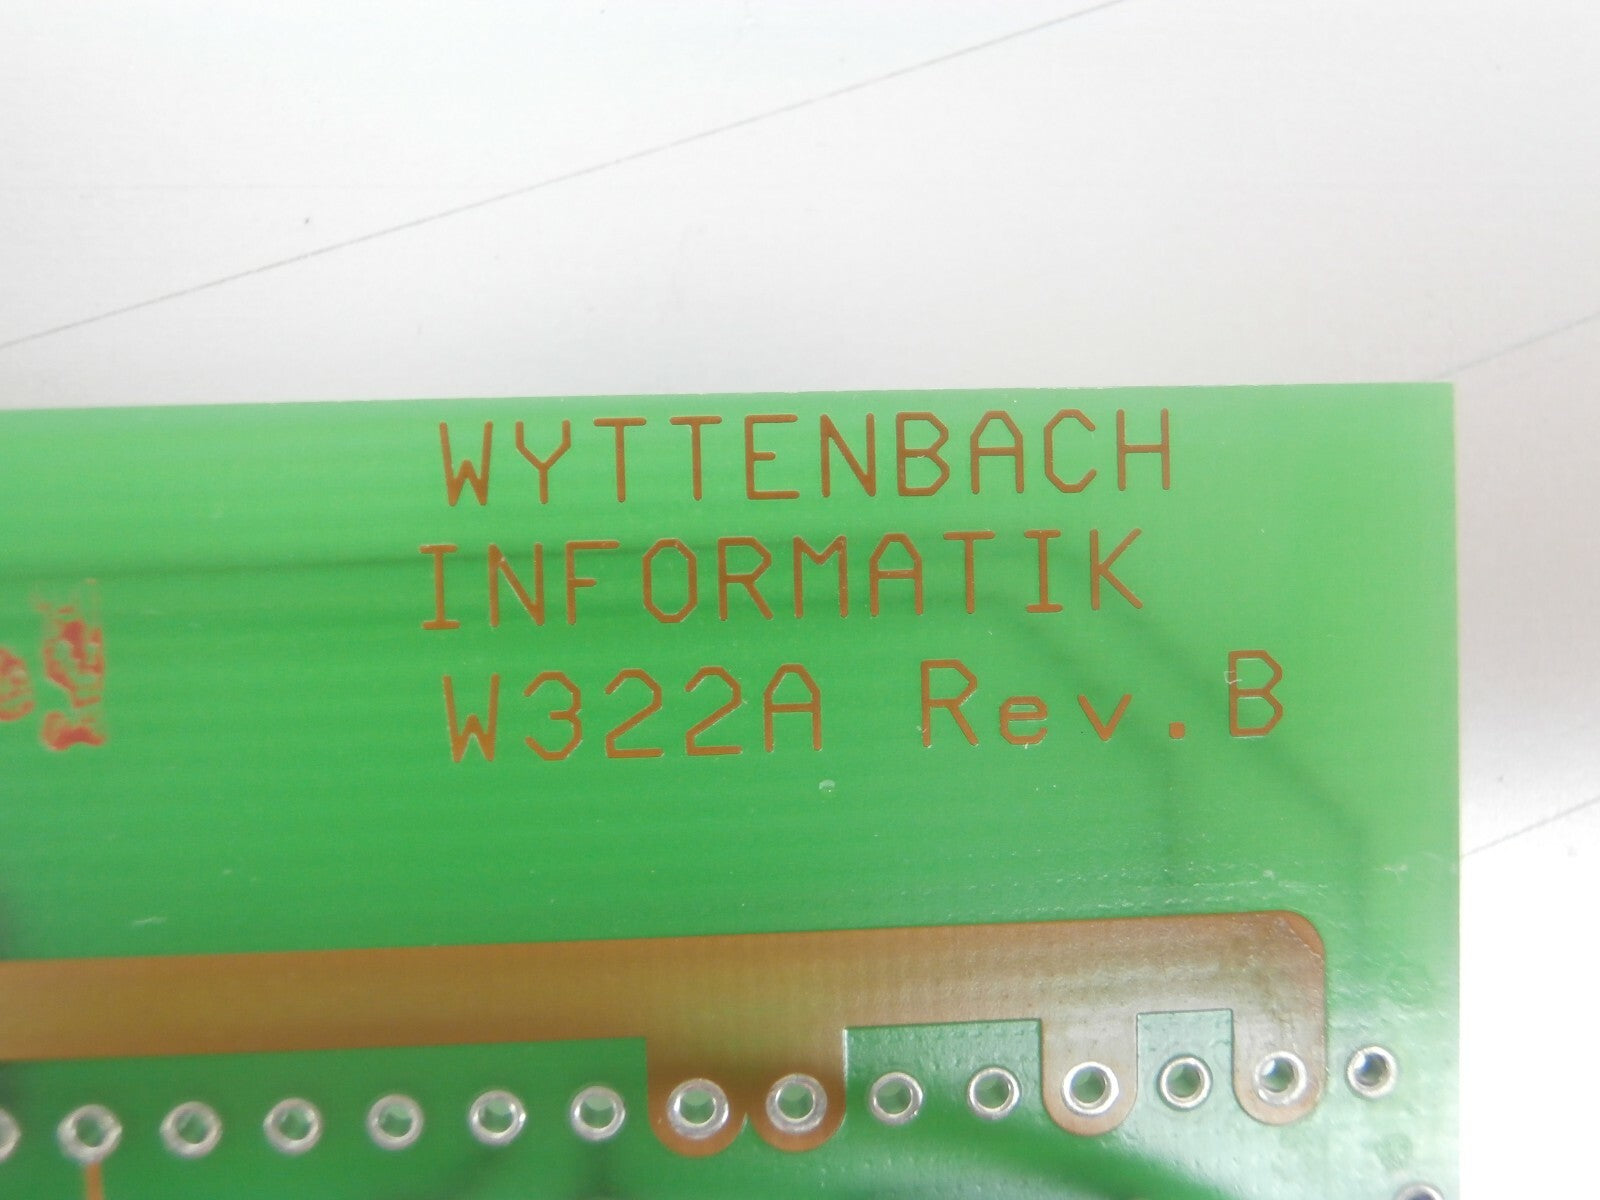 WYTTENBACH
INFORMATIK
W322A Rev.B